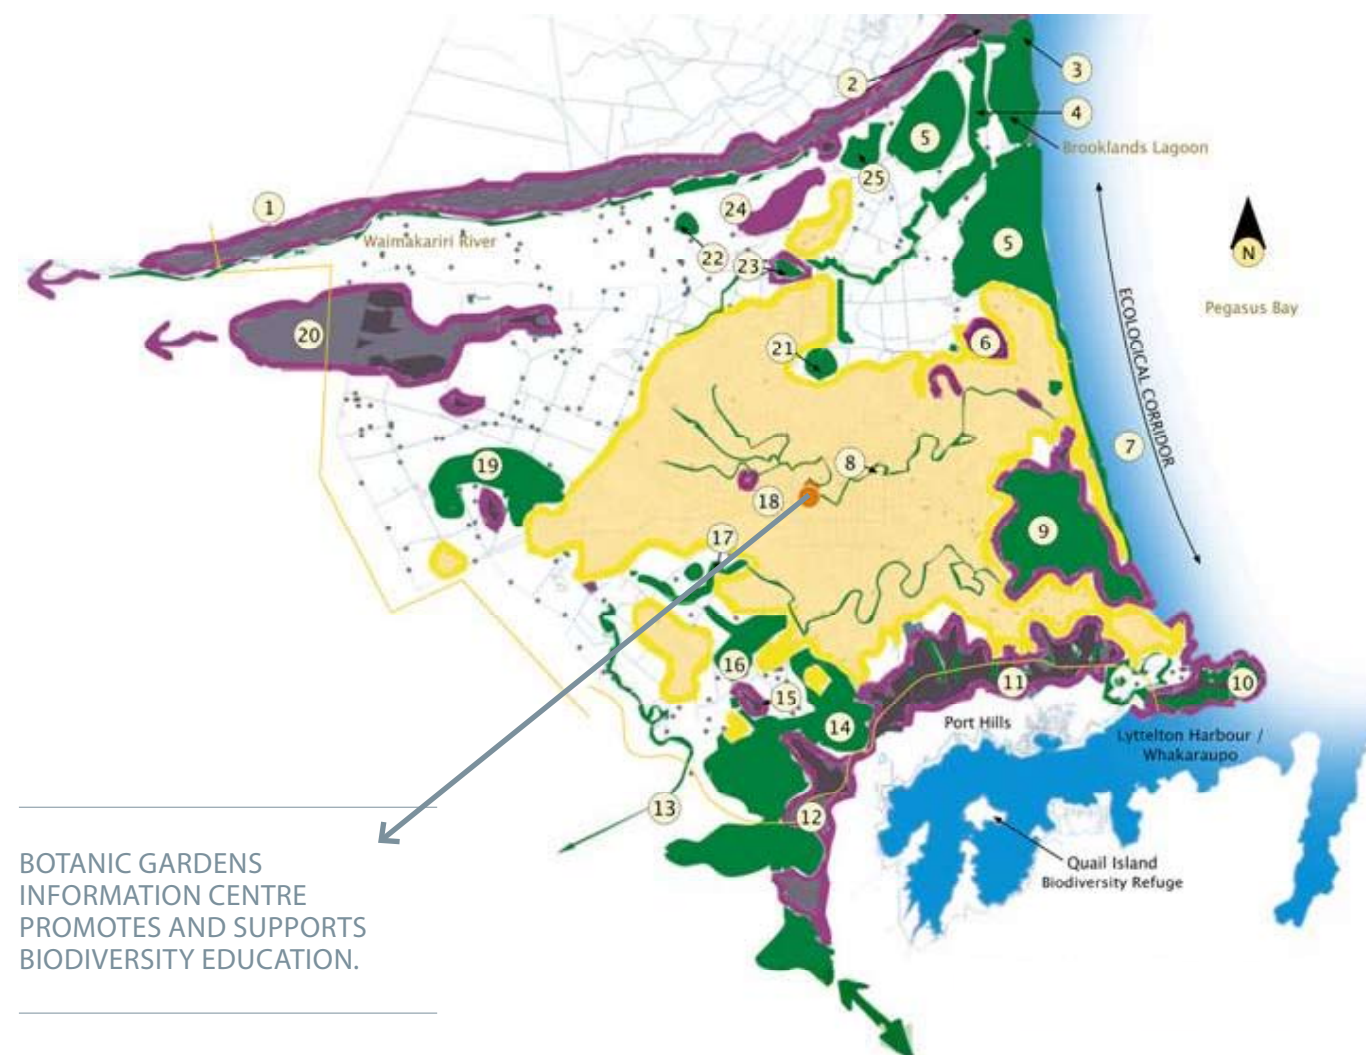 2
3
4
5
Brooklands Lagoon
25
1
24
Waimakariri River
22
23
5
N
Pegasus Bay
ECOLOGICAL CORRIDOR
20
21
6
7
19
8
18
9
17
16
15
14
11
10
Port Hills
Lyttelton Harbour /
Whakaraupo
13
12
Quail Island
Biodiversity Refuge
BOTANIC GARDENS
INFORMATION CENTRE
PROMOTES AND SUPPORTS
BIODIVERSITY EDUCATION.